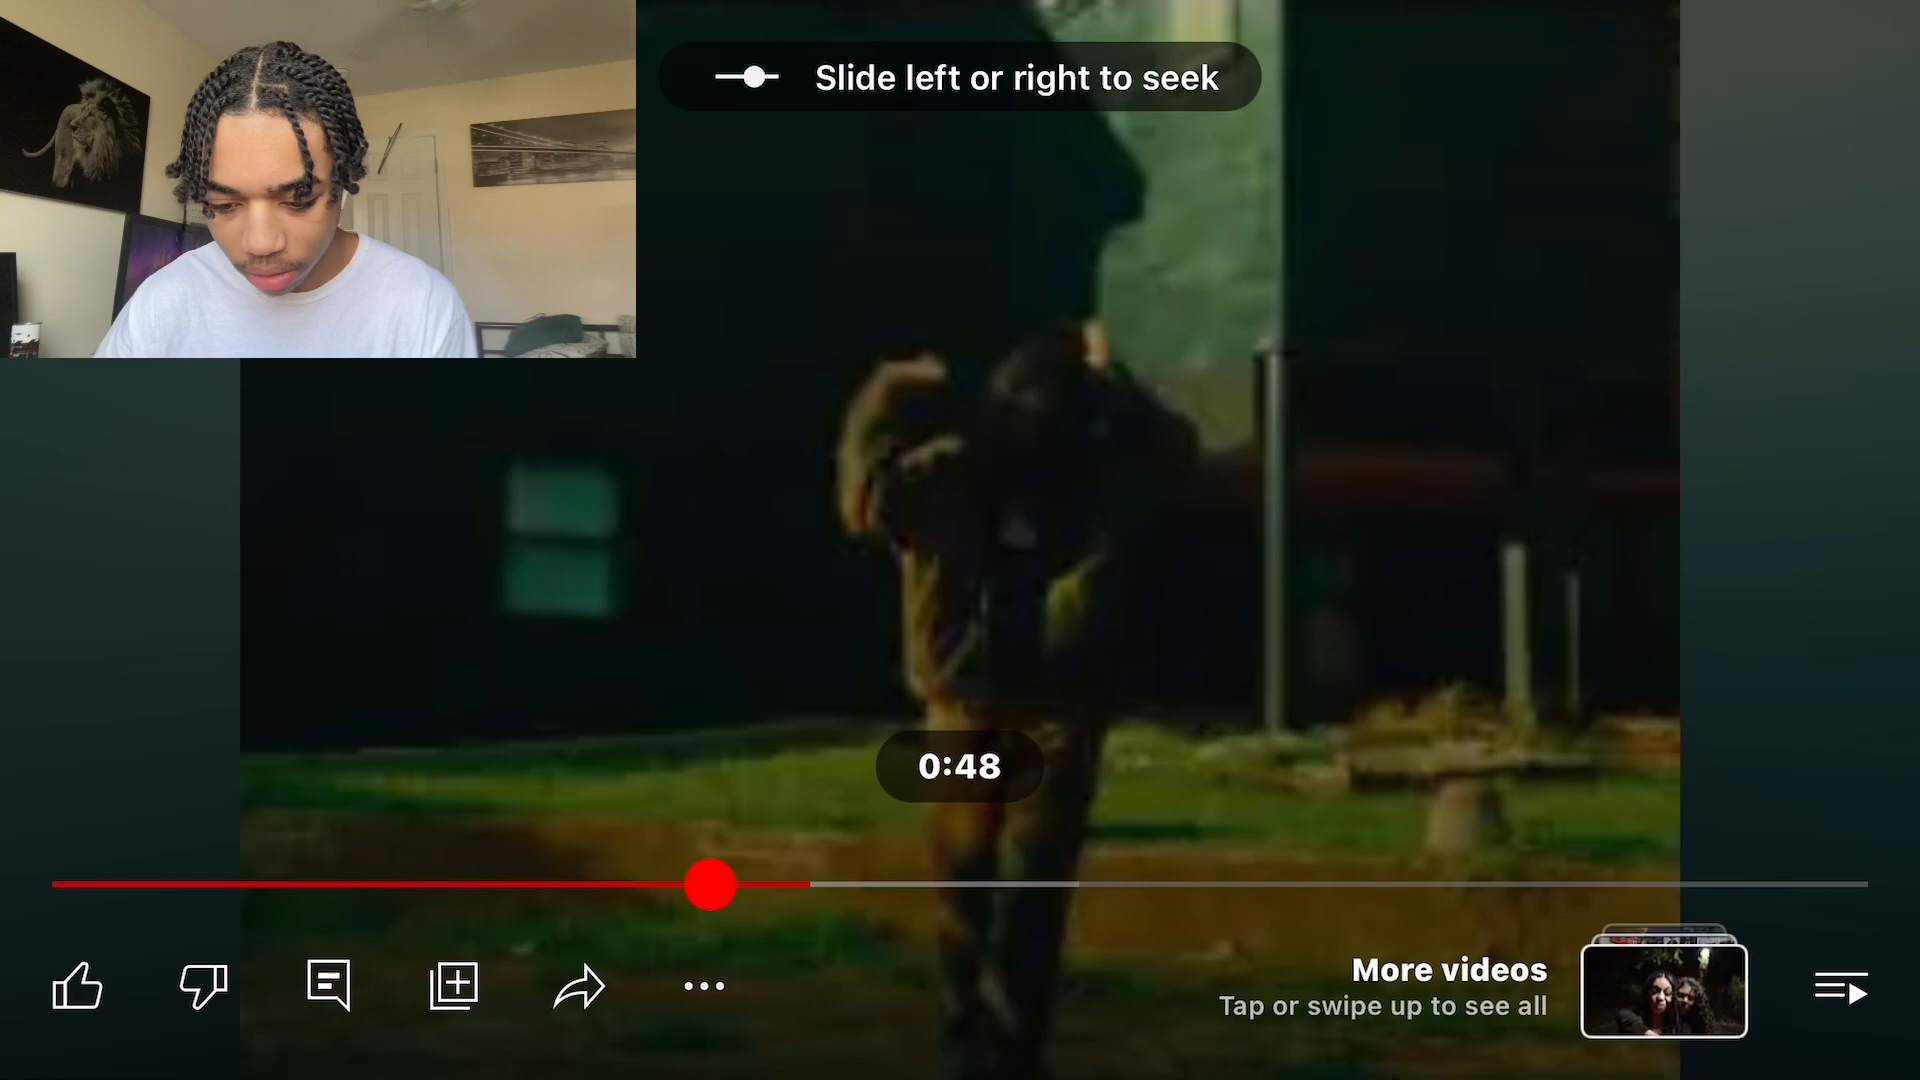 Slide left or right to seek
0:48
More videos
Tap or swipe up to see all